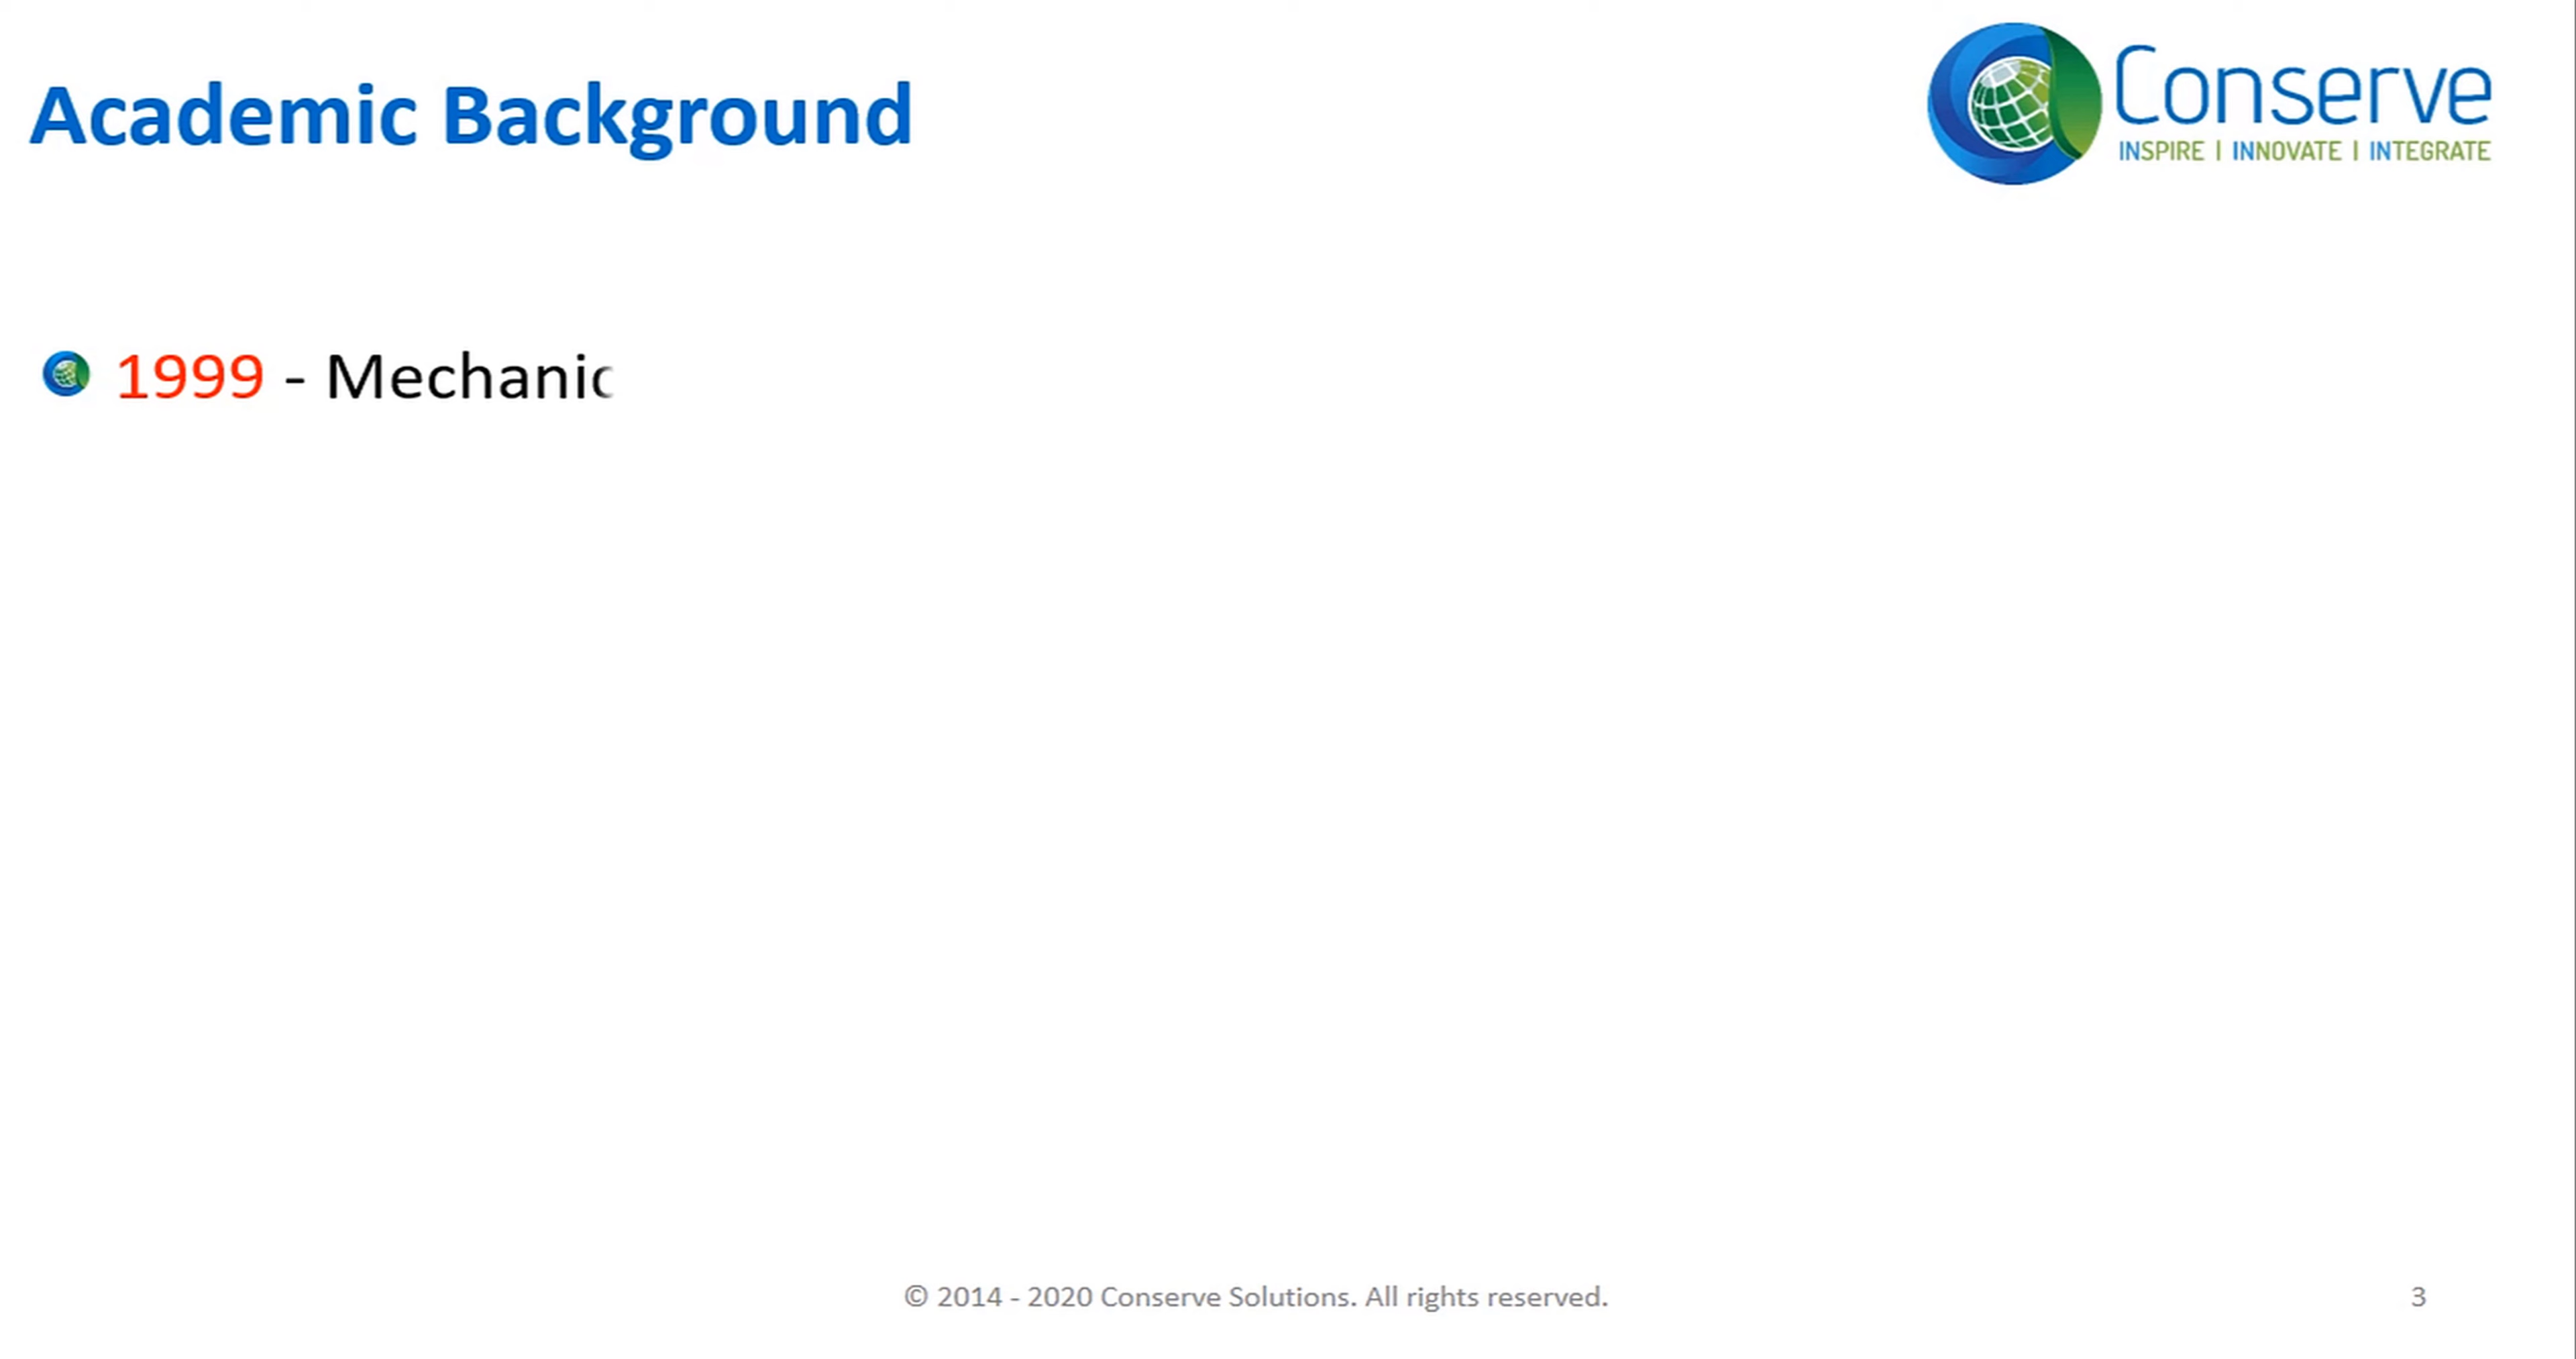 Academic Background
Conserve
INSPIRE | INNOVATE | INTEGRATE
1999 - Mechanic
© 2014 - 2020 Conserve Solutions. All rights reserved.
3